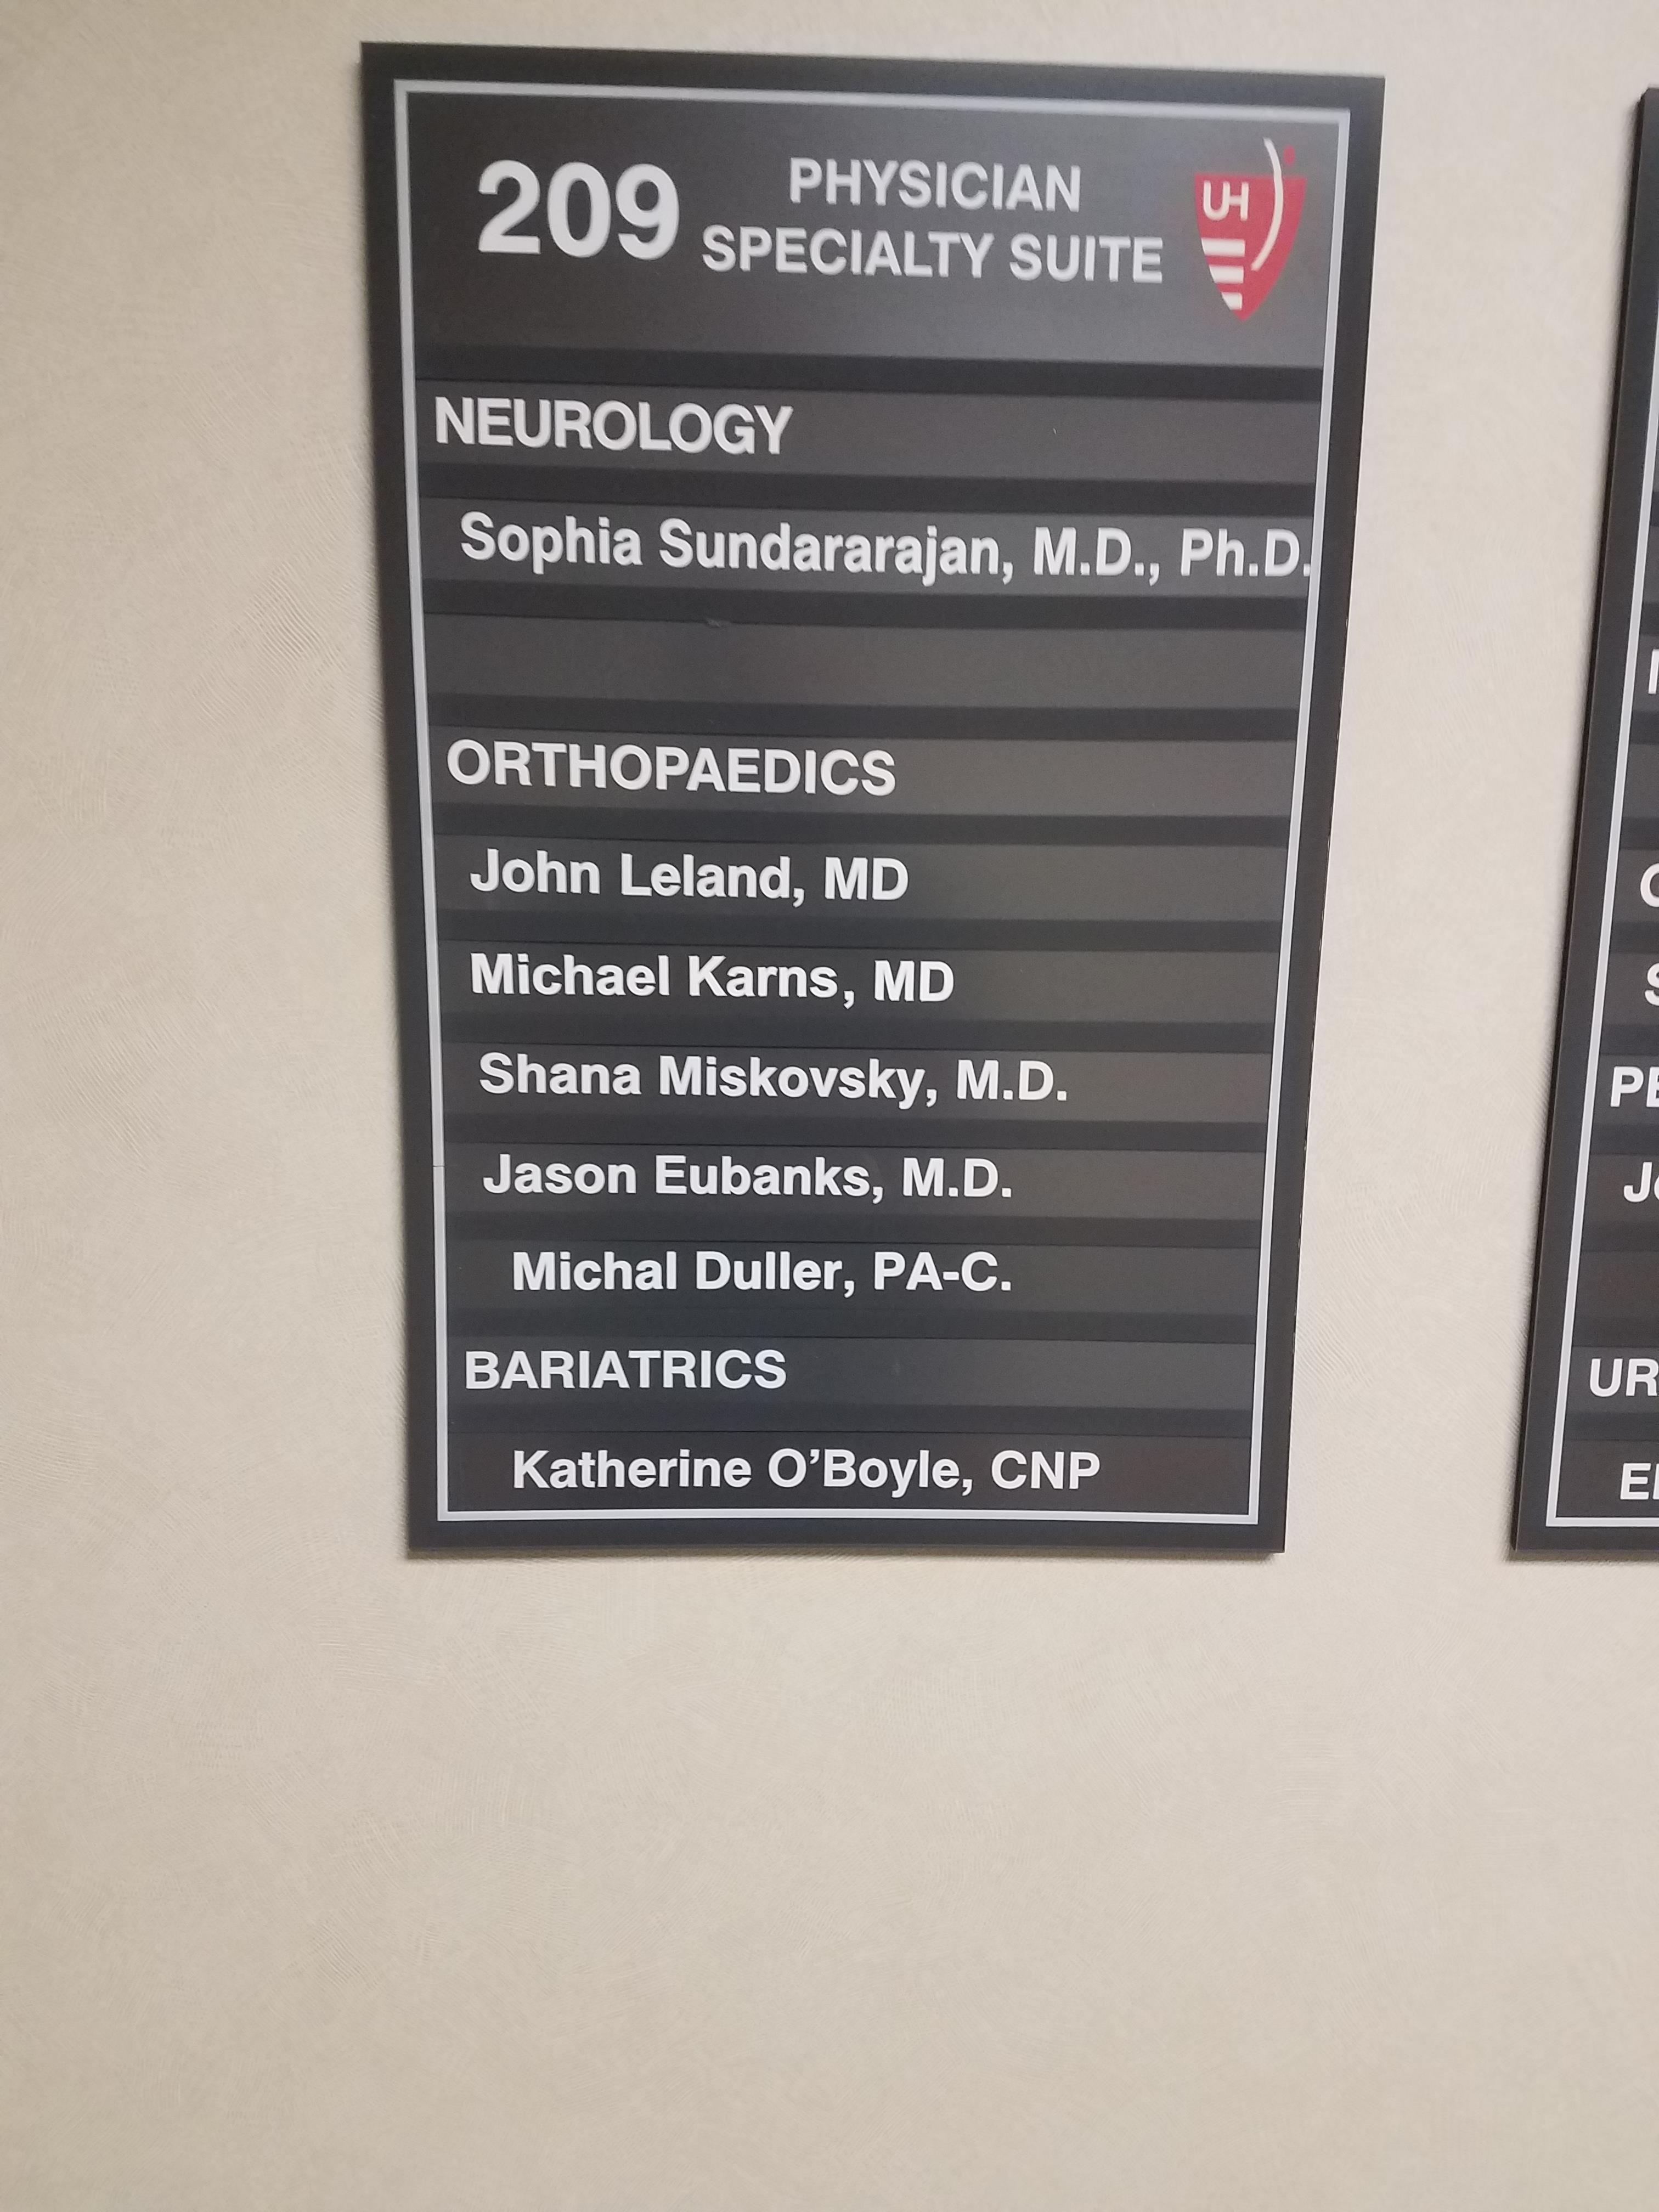 209 PHYSICIAN
SPECIALTY SUITE
UH
NEUROLOGY
Sophia Sundararajan, M.D., Ph.D.
ORTHOPAEDICS
John Leland, MD
Michael Karns, MD
Shana Miskovsky, M.D.
Jason Eubanks, M.D.
Michal Duller, PA-C.
BARIATRICS
Katherine O’Boyle, CNP